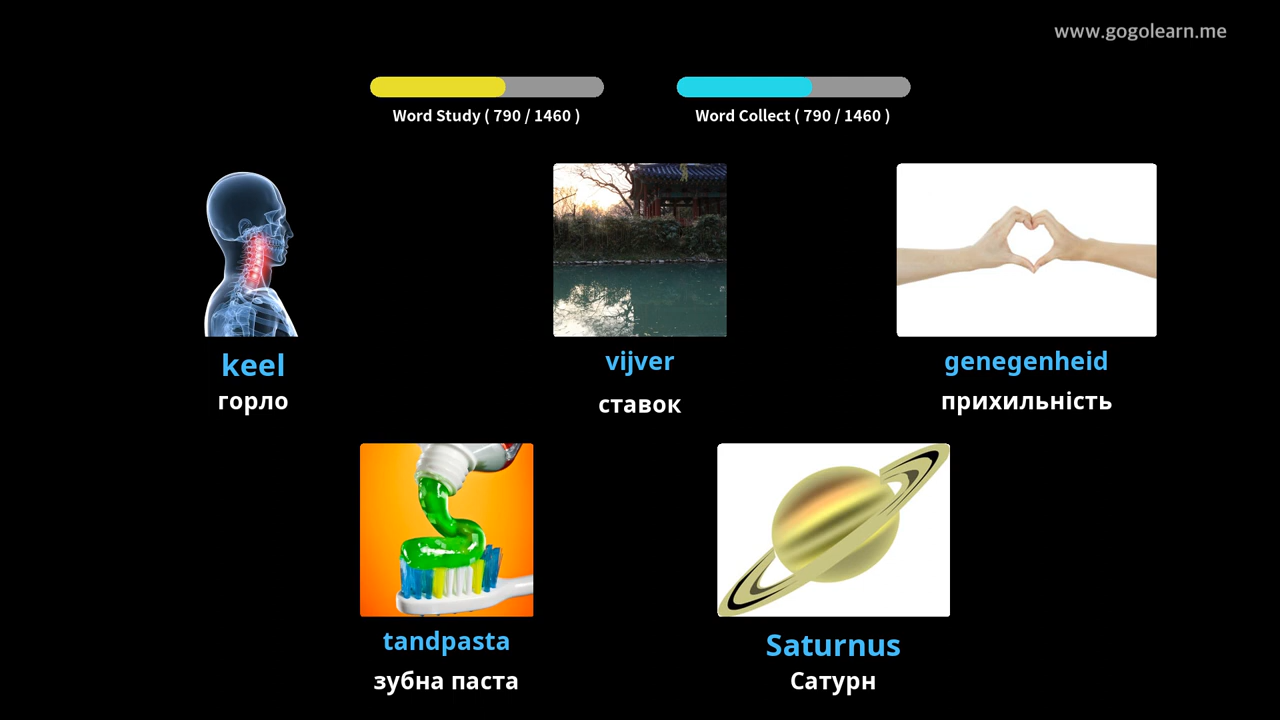 www.gogolearn.me
Word Study ( 790 / 1460 )
Word Collect ( 790 / 1460 )
keel
горло
vijver
ставок
genegenheid
прихильність
tandpasta
зубна паста
Saturnus
Сатурн